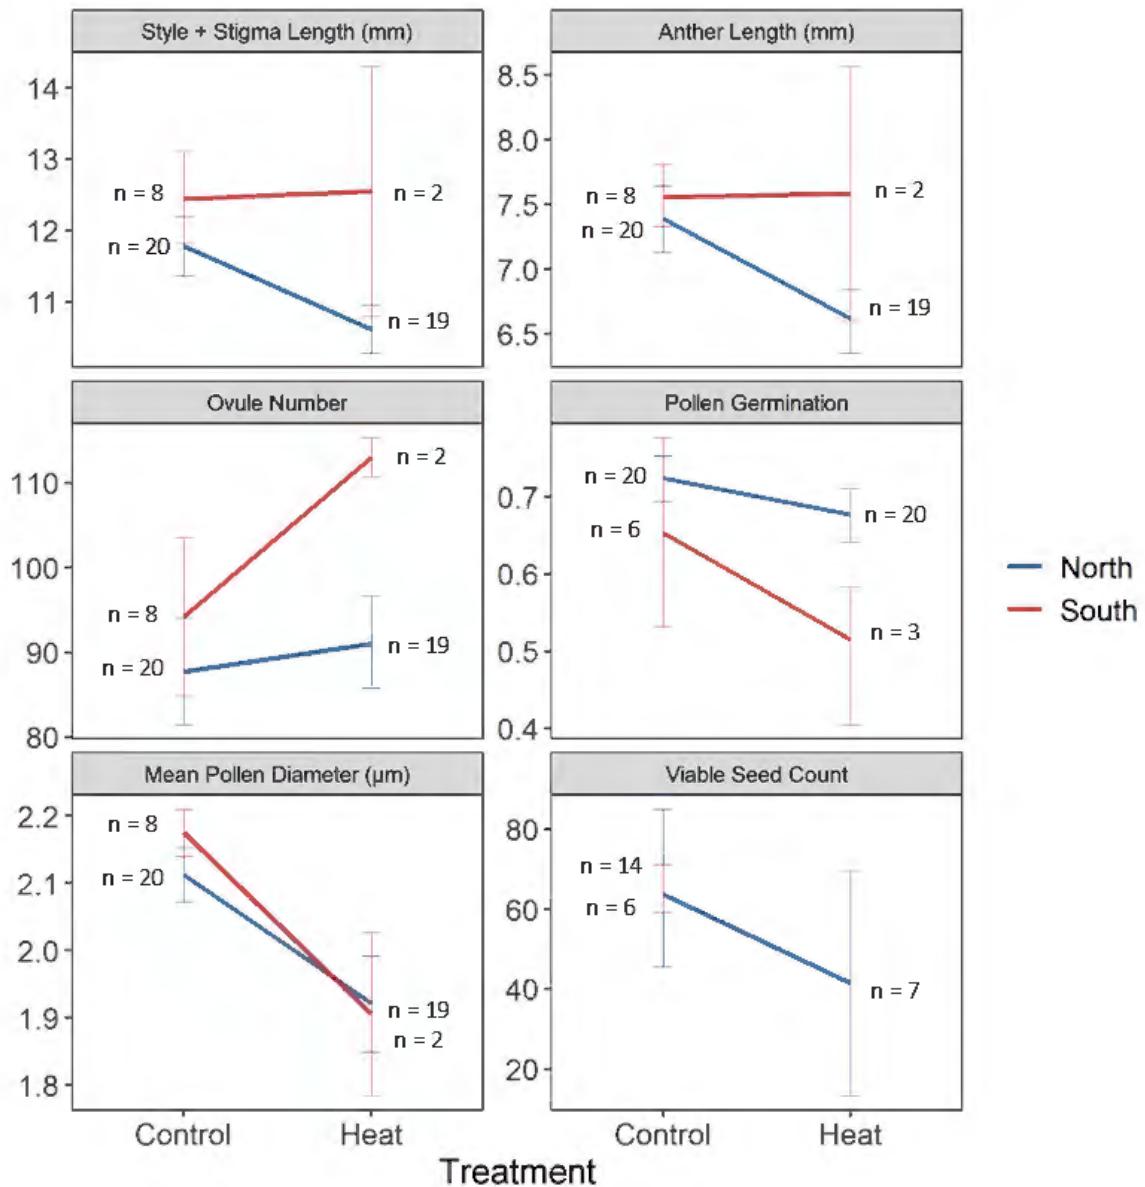 Style + Stigma Length (mm)
14
13
12
11
n = 8
n = 20
n = 2
n = 19
Anther Length (mm)
8.5
8.0
7.5
7.0
6.5
n = 8
n = 20
n = 2
n = 19
Ovule Number
110
100
90
80
n = 8
n = 20
n = 2
n = 19
Pollen Germination
0.7
0.6
0.5
0.4
n = 20
n = 6
n = 20
n = 3
Mean Pollen Diameter (μm)
2.2
2.1
2.0
1.9
1.8
n = 8
n = 20
n = 19
n = 2
Viable Seed Count
80
60
40
20
n = 14
n = 6
n = 7
Control Heat
Control Heat
Treatment
North
South